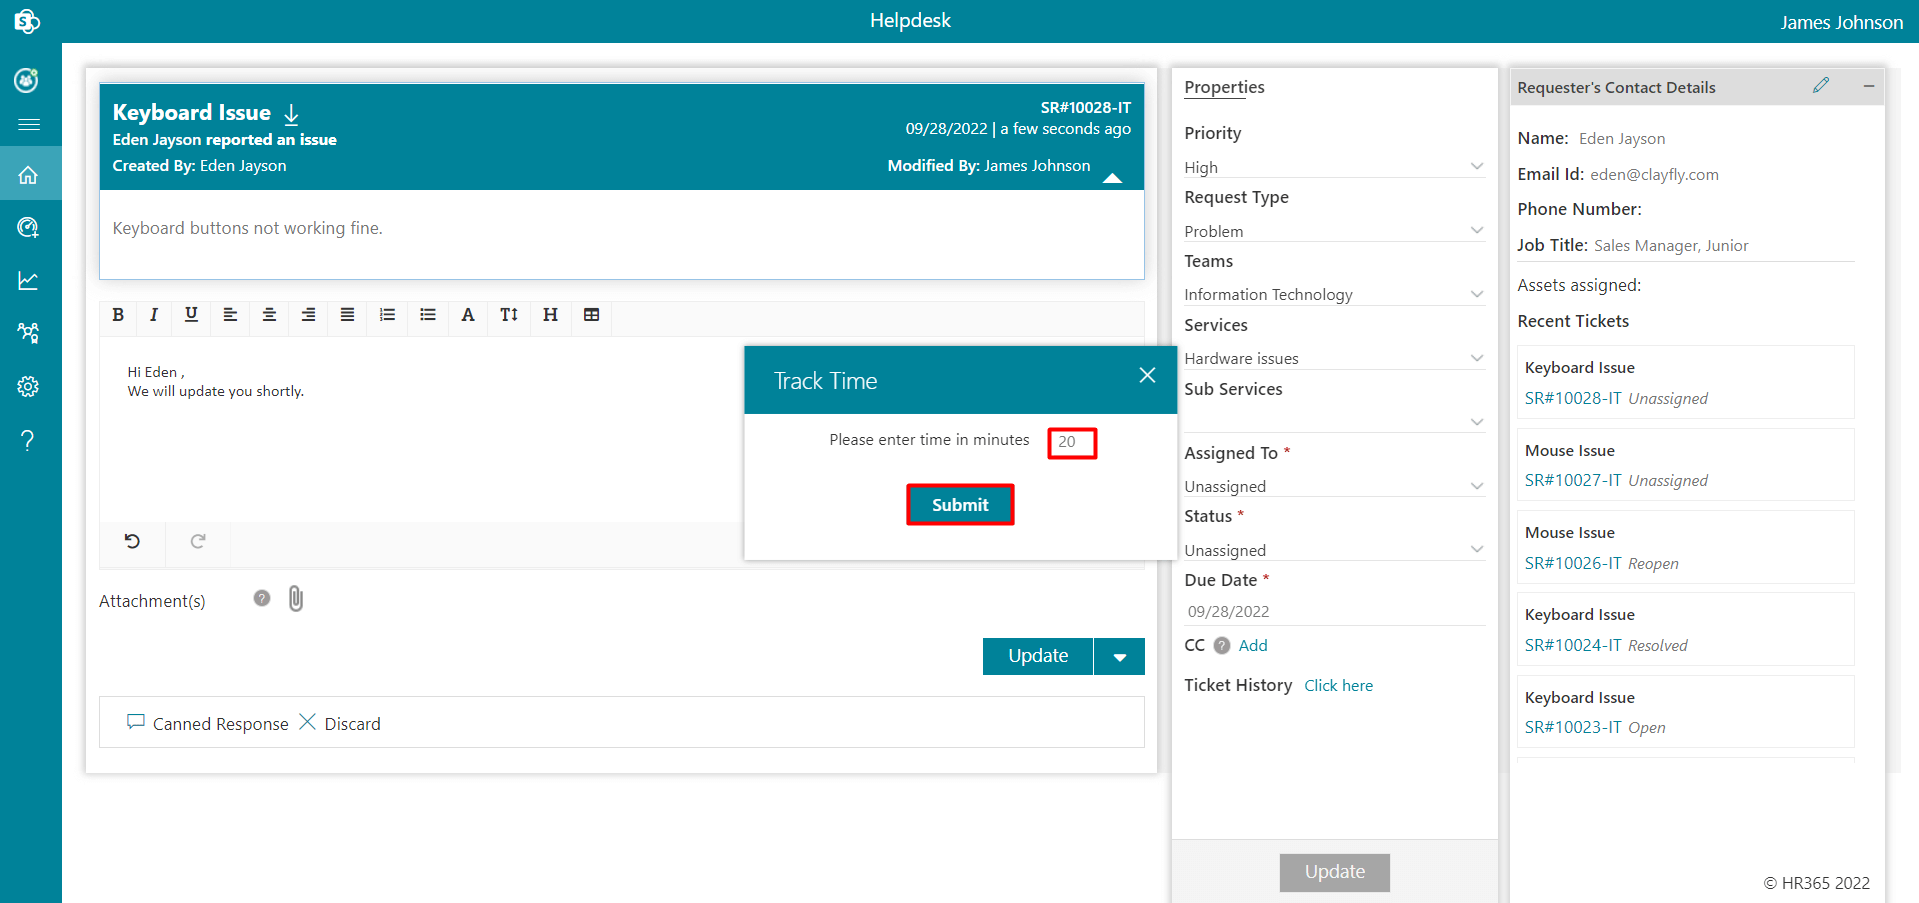 Helpdesk
James Johnson
Keyboard Issue
SR#10028-IT
Eden Jayson reported an issue
09/28/2022 | a few seconds ago
Created By: Eden Jayson
Modified By: James Johnson
Keyboard buttons not working fine.
B I U A T H
Hi Eden ,
We will update you shortly.
Track Time
Please enter time in minutes 20
Submit
Attachment(s) ?
Update
Canned Response Discard
Properties
Priority
High
Request Type
Problem
Teams
Information Technology
Services
Hardware issues
Sub Services
Assigned To *
Unassigned
Status *
Unassigned
Due Date *
09/28/2022
CC ? Add
Ticket History Click here
Update
Requester's Contact Details
Name: Eden Jayson
Email Id: eden@clayfly.com
Phone Number:
Job Title: Sales Manager, Junior
Assets assigned:
Recent Tickets
Keyboard Issue
SR#10028-IT Unassigned
Mouse Issue
SR#10027-IT Unassigned
Mouse Issue
SR#10026-IT Reopen
Keyboard Issue
SR#10024-IT Resolved
Keyboard Issue
SR#10023-IT Open
© HR365 2022